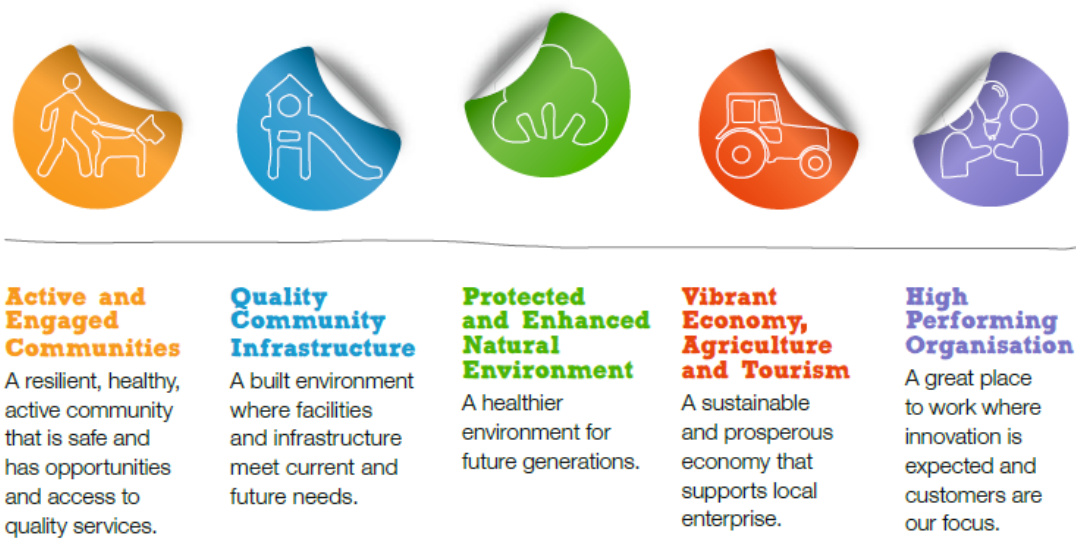 Active and
Engaged
Communities
A resilient, healthy,
active community
that is safe and
has opportunities
and access to
quality services.
Quality
Community
Infrastructure
A built environment
where facilities
and infrastructure
meet current and
future needs.
Protected
and Enhanced
Natural
Environment
A healthier
environment for
future generations.
Vibrant
Economy,
Agriculture
and Tourism
A sustainable
and prosperous
economy that
supports local
enterprise.
High
Performing
Organisation
A great place
to work where
innovation is
expected and
customers are
our focus.